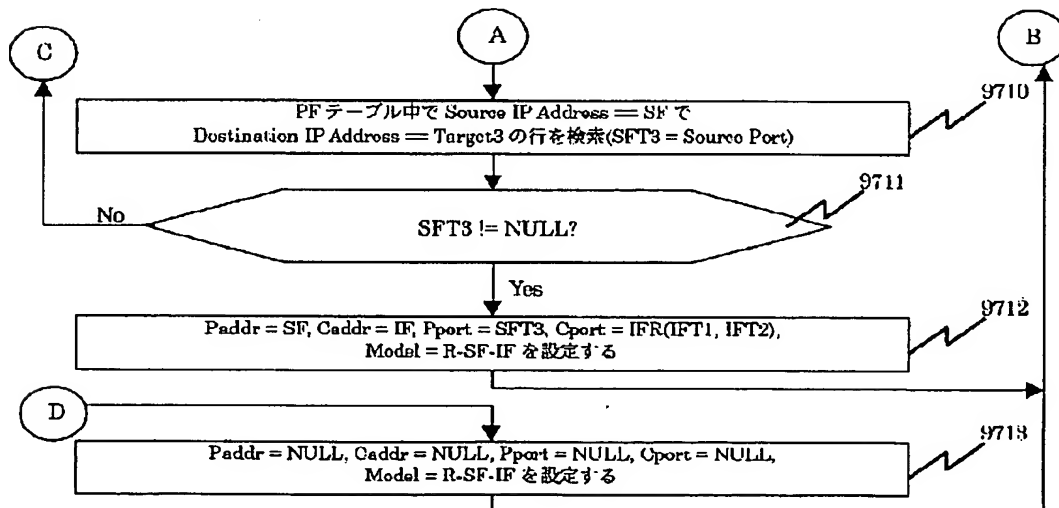 C
A
B
9710
PF テーブル中で Source IP Address == SF で
Destination IP Address == Target3 の行を検索(SFT3 = Source Port)
9711
No
SFT3 != NULL?
Yes
9712
Paddr = SF, Caddr = IF, Pport = SFT3, Cport = IFR(IFT1, IFT2),
Model = R-SF-IF を設定する
D
9713
Paddr = NULL, Caddr = NULL, Pport = NULL, Cport = NULL,
Model = R-SF-IF を設定する